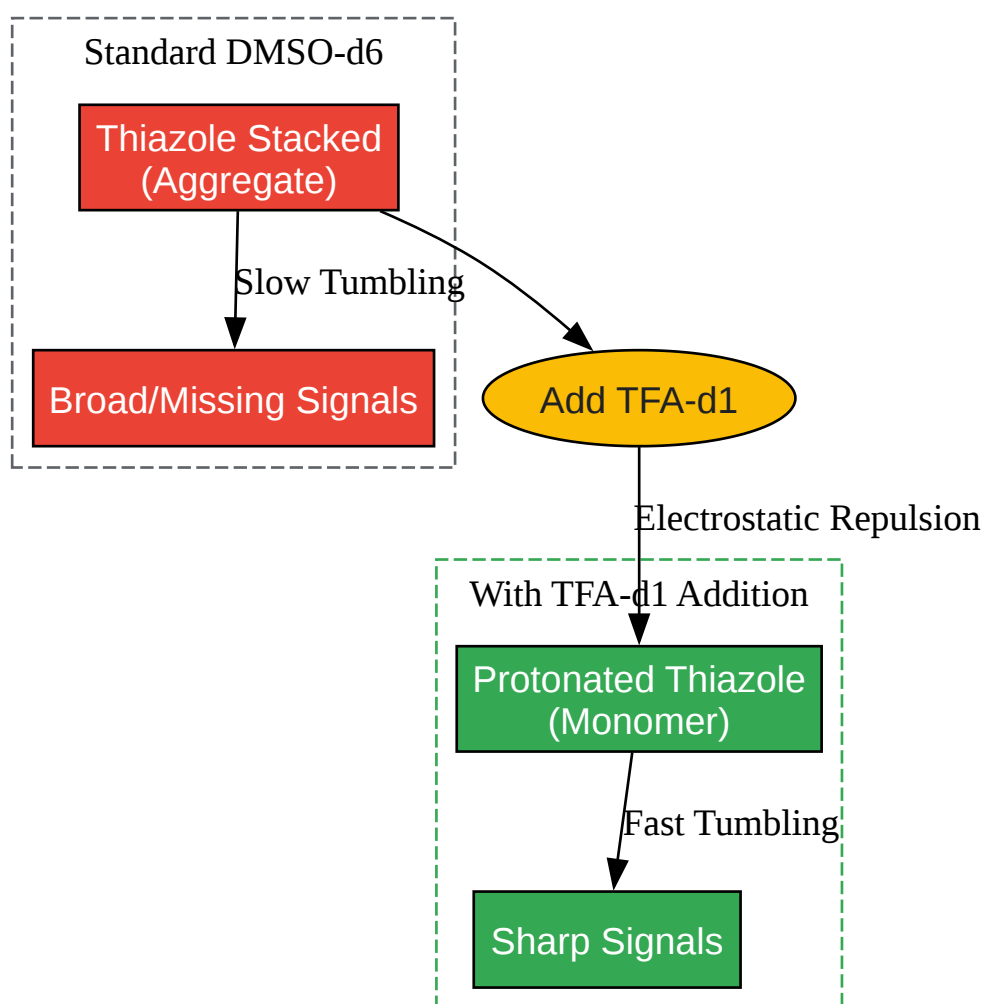 Standard DMSO-d6
Thiazole Stacked
(Aggregate)
Slow Tumbling
Broad/Missing Signals
Add TFA-d1
Electrostatic Repulsion
With TFA-d1 Addition
Protonated Thiazole
(Monomer)
Fast Tumbling
Sharp Signals